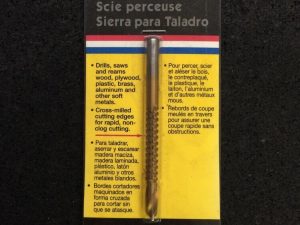 Scie perceuse
Sierra para Taladro
• Drills, saws
and reams
wood, plywood,
plastic, brass,
aluminum and
other soft
metals.
• Cross-milled
cutting edges
for rapid, non-
clog cutting.
• Para taladrar,
aserrar y escarear
madera maciza,
madera laminada,
plástico, latón
aluminio y otros
metales blandos.
• Bordes cortadores
maquinados en
forma cruzada
para cortar sin
que se atasque.
• Pour percer, scier
et aléser le bois,
le contreplaqué,
le plastique, le
laiton, l'aluminium
et d'autres métaux
mous.
• Rebords de coupe
meulés en travers
pour assurer une
coupe rapide sans
obstructions.